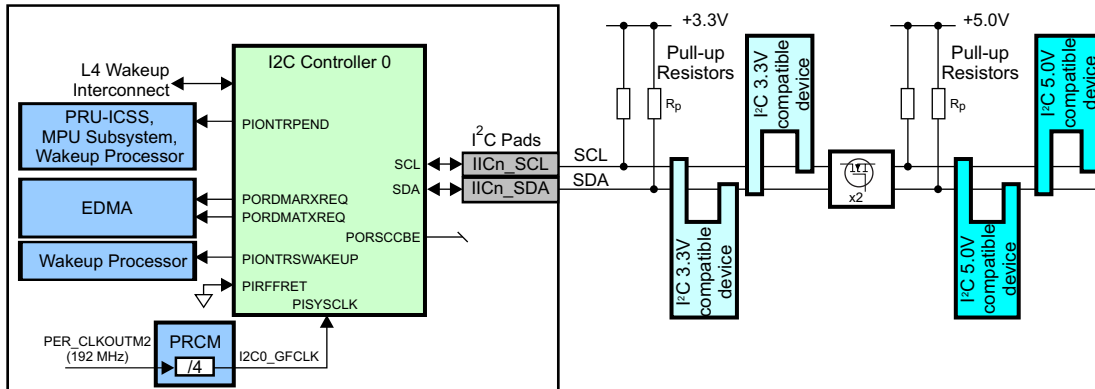 I2C Controller 0
L4 Wakeup
Interconnect
PRU-ICSS,
MPU Subsystem,
Wakeup Processor
PIONTRPEND
EDMA
PORDMARXREQ
PORDMATXREQ
Wakeup Processor
PIONTRSWAKEUP
PIRFFRET
PISYSCLK
SCL
SDA
PORSCCBE
PER_CLKOUTM2
(192 MHz)
PRCM
/4
I2C0_GFCLK
I²C Pads
IICn_SCL
IICn_SDA
SCL
SDA
+3.3V
Pull-up
Resistors
Rp
I²C 3.3V
compatible
device
I²C 3.3V
compatible
device
x2
+5.0V
Pull-up
Resistors
Rp
I²C 5.0V
compatible
device
I²C 5.0V
compatible
device